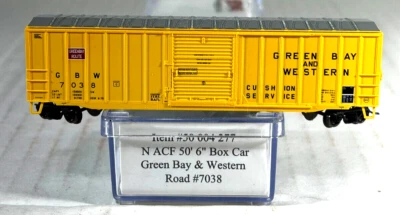 GREEN BAY
AND
WESTERN
GBW
7038
CUSHION
SERVICE
Item #50 004 277
N ACF 50' 6" Box Car
Green Bay & Western
Road #7038